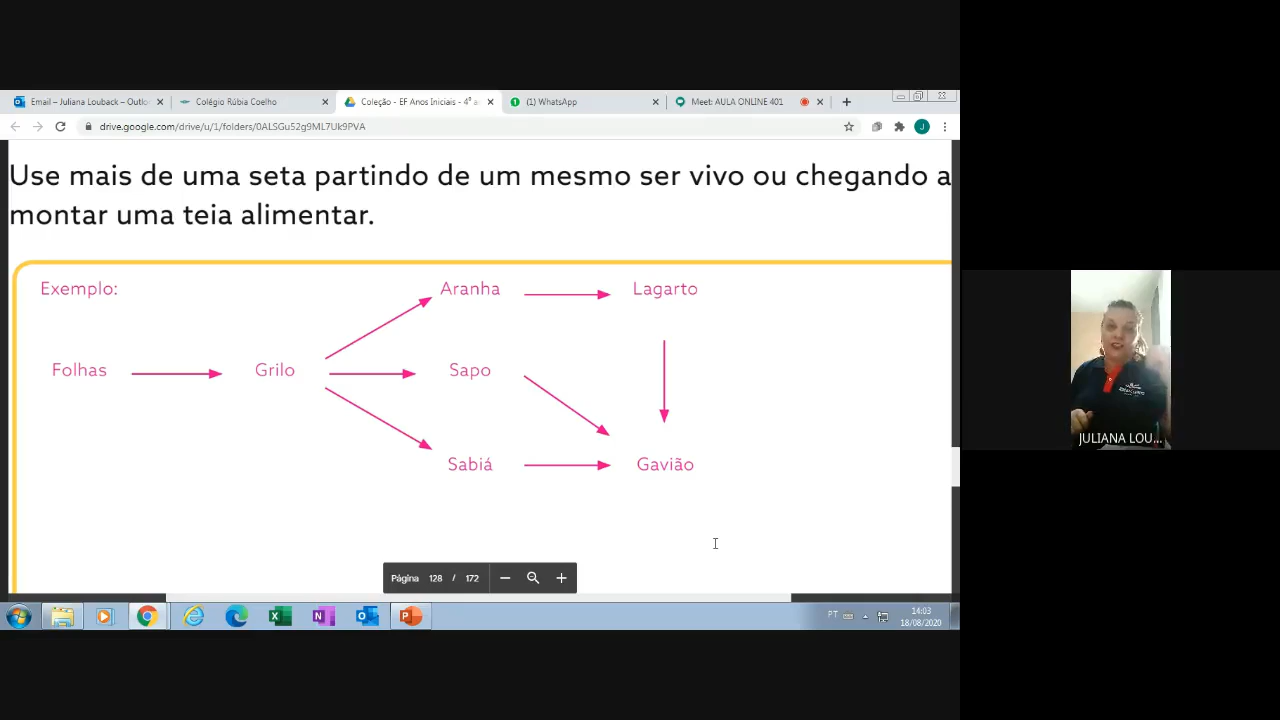 Email – Juliana Louback – Outlo
Colégio Rúbia Coelho
Coleção - EF Anos Iniciais - 4º a
(1) WhatsApp
Meet: AULA ONLINE 401
drive.google.com/drive/u/1/folders/0ALSGu52g9ML7Uk9PVA
J
Use mais de uma seta partindo de um mesmo ser vivo ou chegando a
montar uma teia alimentar.
Exemplo:
Aranha
Lagarto
Folhas
Grilo
Sapo
Sabiá
Gavião
JULIANA LOU...
Página 128 / 172
PT
14:03
18/08/2020